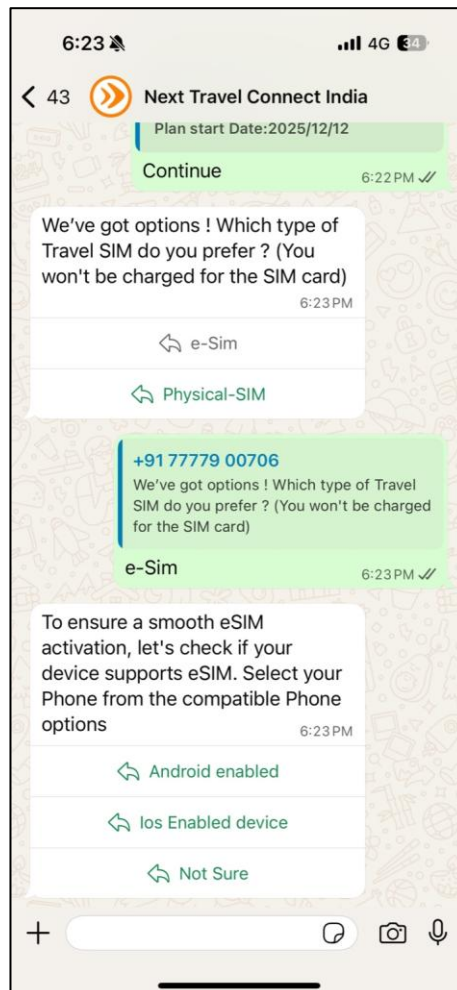 6:23
4G 34
43 Next Travel Connect India
Plan start Date:2025/12/12
Continue
6:22 PM
We’ve got options ! Which type of
Travel SIM do you prefer ? (You
won't be charged for the SIM card)
6:23 PM
e-Sim
Physical-SIM
+91 77779 00706
We’ve got options ! Which type of Travel
SIM do you prefer ? (You won't be charged
for the SIM card)
e-Sim
6:23 PM
To ensure a smooth eSIM
activation, let's check if your
device supports eSIM. Select your
Phone from the compatible Phone
options
6:23 PM
Android enabled
Ios Enabled device
Not Sure